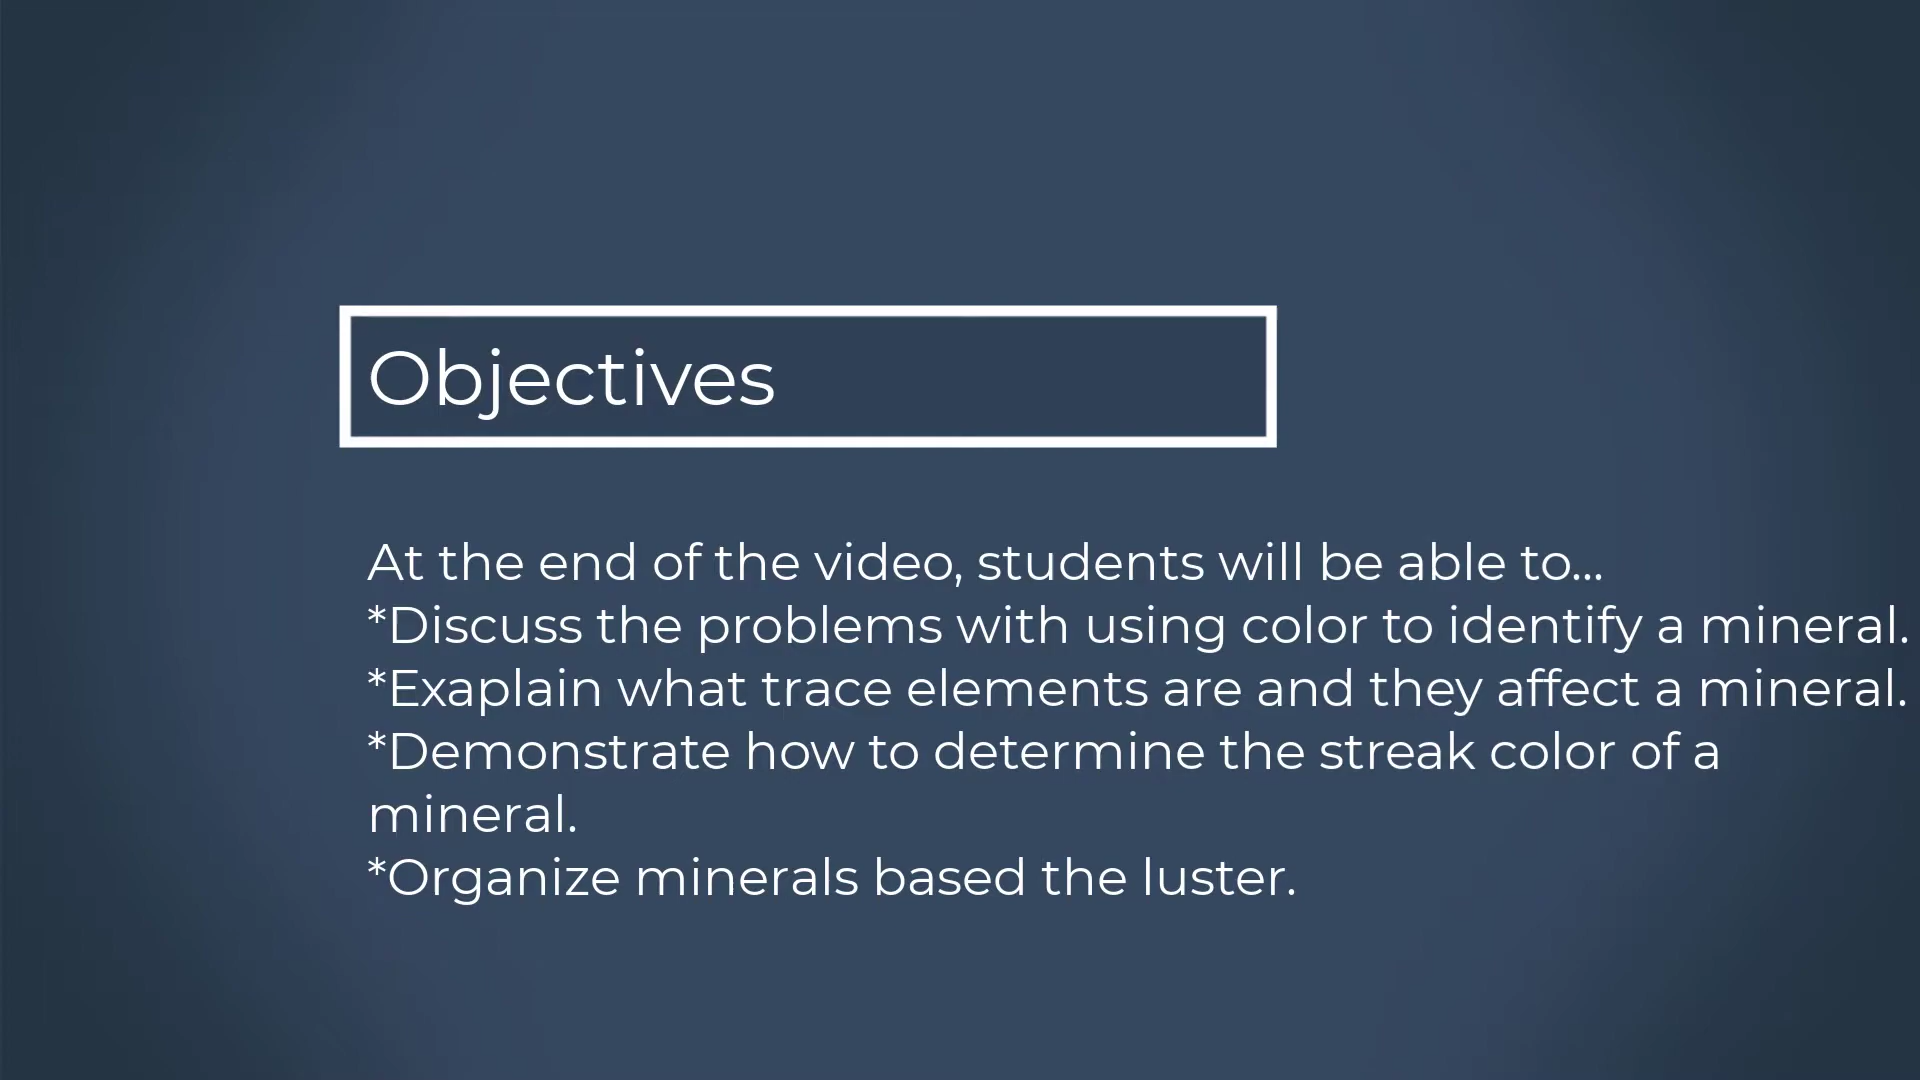 Objectives
At the end of the video, students will be able to...
*Discuss the problems with using color to identify a mineral.
*Exaplain what trace elements are and they affect a mineral.
*Demonstrate how to determine the streak color of a
mineral.
*Organize minerals based the luster.